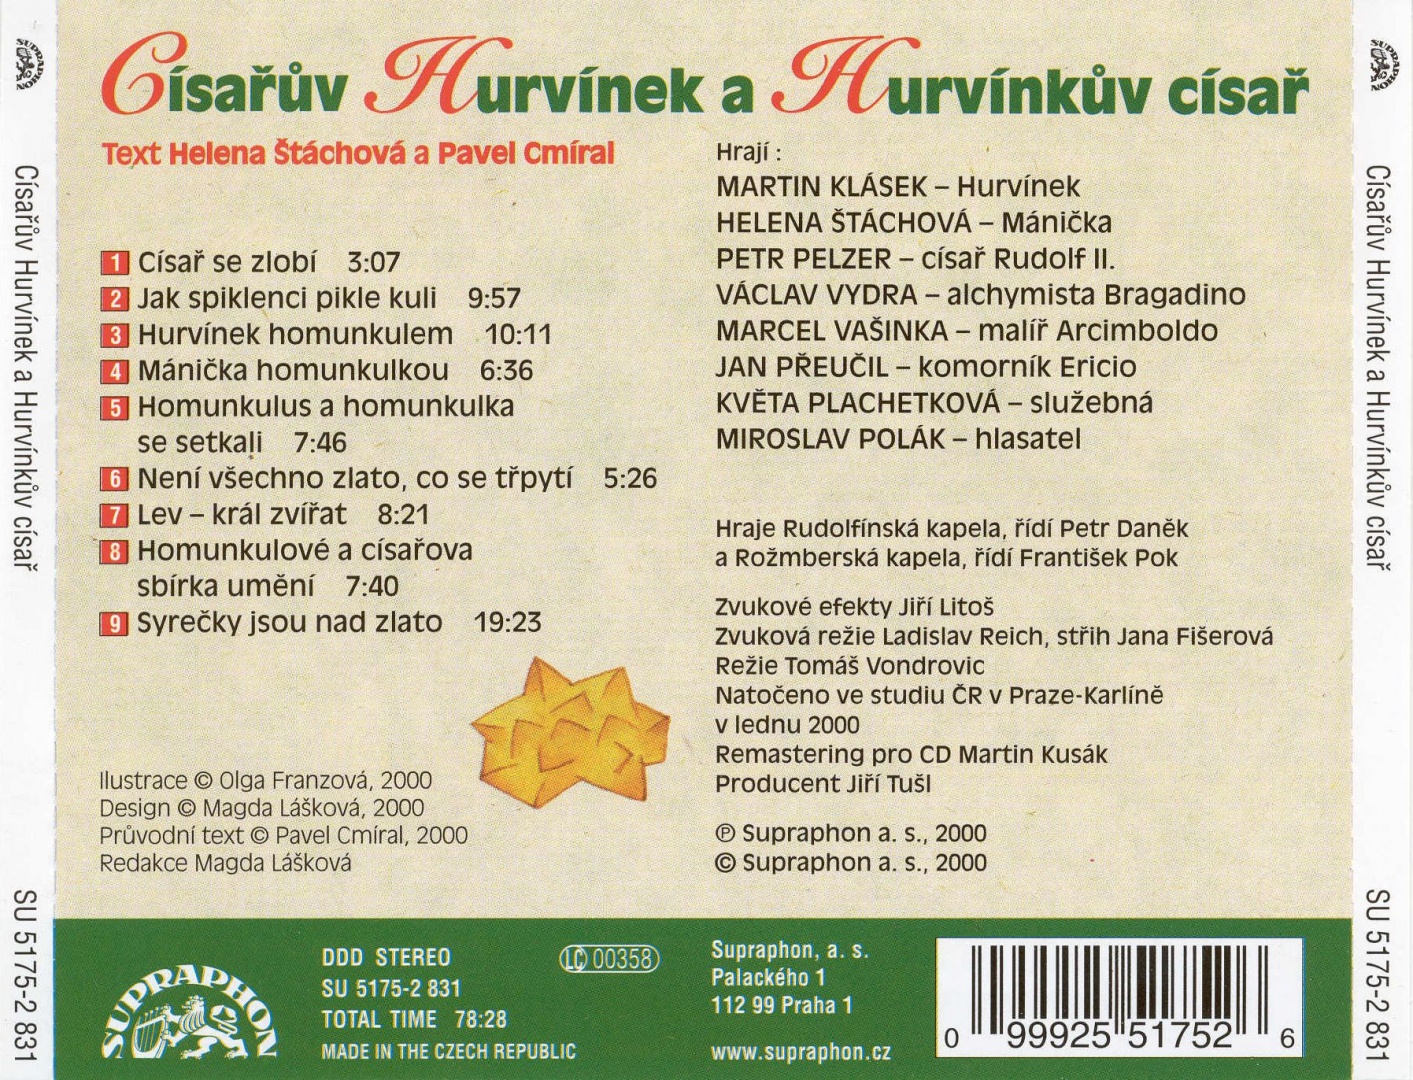 Císařův Hurvínek a Hurvínkův císař
Text Helena Štáchová a Pavel Cmíral
1 Císař se zlobí 3:07
2 Jak spiklenci pikle kuli 9:57
3 Hurvínek homunkulem 10:11
4 Mánička homunkulkou 6:36
5 Homunkulus a homunkulka
se setkali 7:46
6 Není všechno zlato, co se třpytí 5:26
7 Lev – král zvířat 8:21
8 Homunkulové a císařova
sbírka umění 7:40
9 Syrečky jsou nad zlato 19:23
Ilustrace © Olga Franzová, 2000
Design © Magda Lášková, 2000
Průvodní text © Pavel Cmíral, 2000
Redakce Magda Lášková
Hrají :
MARTIN KLÁSEK – Hurvínek
HELENA ŠTÁCHOVÁ – Mánička
PETR PELZER – císař Rudolf II.
VÁCLAV VYDRA – alchymista Bragadino
MARCEL VAŠINKA – malíř Arcimboldo
JAN PŘEUČIL – komorník Ericio
KVĚTA PLACHETKOVÁ – služebná
MIROSLAV POLÁK – hlasatel
Hraje Rudolfínská kapela, řídí Petr Daněk
a Rožmberská kapela, řídí František Pok
Zvukové efekty Jiří Litoš
Zvuková režie Ladislav Reich, střih Jana Fišerová
Režie Tomáš Vondrovic
Natočeno ve studiu ČR v Praze-Karlíně
v lednu 2000
Remastering pro CD Martin Kusák
Producent Jiří Tušl
℗ Supraphon a. s., 2000
© Supraphon a. s., 2000
SUPRAPHON
DDD STEREO
SU 5175-2 831
TOTAL TIME 78:28
MADE IN THE CZECH REPUBLIC
LC 00358
Supraphon, a. s.
Palackého 1
112 99 Praha 1
www.supraphon.cz
0 99925 51752 6
SUPRAPHON
Císařův Hurvínek a Hurvínkův císař
SU 5175-2 831
SUPRAPHON
Císařův Hurvínek a Hurvínkův císař
SU 5175-2 831